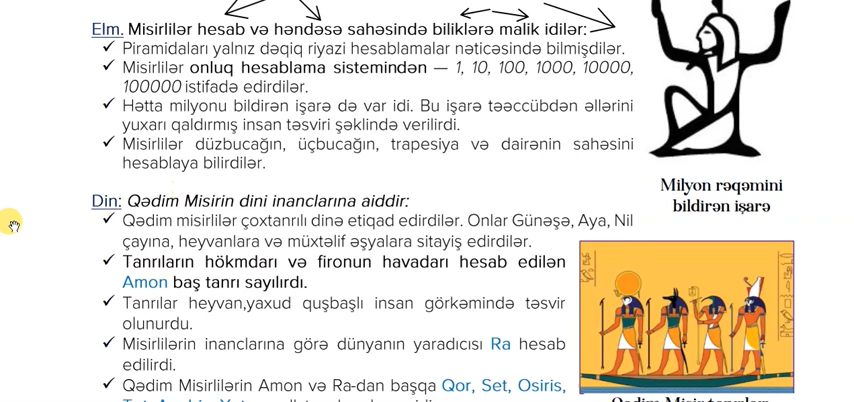 Elm. Misirlilər hesab və həndəsə sahəsində biliklərə malik idilər:
✓ Piramidaları yalnız dəqiq riyazi hesablamalar nəticəsində bilmişdilər.
✓ Misirlilər onluq hesablama sistemindən — 1, 10, 100, 1000, 10000,
100000 istifadə edirdilər.
✓ Hətta milyonu bildirən işarə də var idi. Bu işarə təəccübdən əllərini
yuxarı qaldırmış insan təsviri şəklində verilirdi.
✓ Misirlilər düzbucağın, üçbucağın, trapesiya və dairənin sahəsini
hesablaya bilirdilər.
Milyon rəqəmini
bildirən işarə
Din: Qədim Misirin dini inanclarına aiddir:
✓ Qədim misirlilər çoxtanrılı dinə etiqad edirdilər. Onlar Günəşə, Aya, Nil
çayına, heyvanlara və müxtəlif əşyalara sitayiş edirdilər.
✓ Tanrıların hökmdarı və fironun havadarı hesab edilən
Amon baş tanrı sayılırdı.
✓ Tanrılar heyvan,yaxud quşbaşlı insan görkəmində təsvir
olunurdu.
✓ Misirlilərin inanclarına görə dünyanın yaradıcısı Ra hesab
edilirdi.
✓ Qədim Misirlilərin Amon və Ra-dan başqa Qor, Set, Osiris,